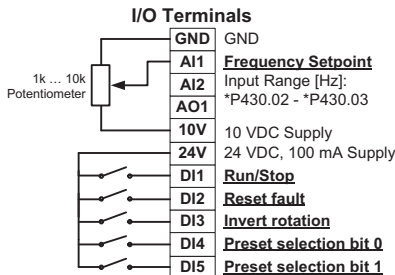 I/O Terminals
GND GND
AI1 Frequency Setpoint
1k ... 10k
Potentiometer
AI2 Input Range [Hz]:
*P430.02 - *P430.03
AO1
10V 10 VDC Supply
24V 24 VDC, 100 mA Supply
DI1 Run/Stop
DI2 Reset fault
DI3 Invert rotation
DI4 Preset selection bit 0
DI5 Preset selection bit 1